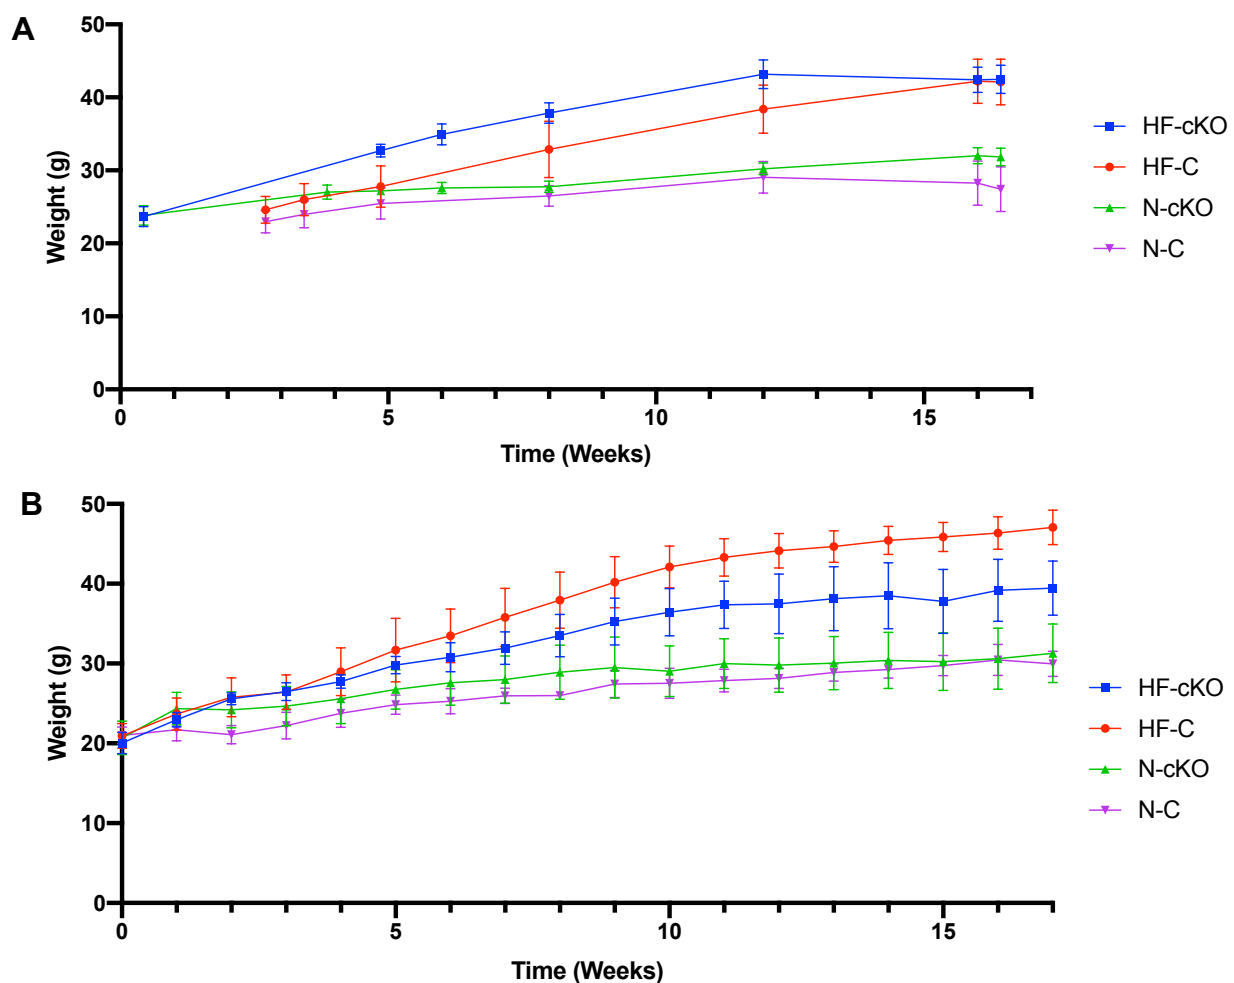 A
Weight (g)
50
40
30
20
10
0
0 5 10 15
Time (Weeks)
HF-cKO
HF-C
N-cKO
N-C
B
Weight (g)
50
40
30
20
10
0
0 5 10 15
Time (Weeks)
HF-cKO
HF-C
N-cKO
N-C